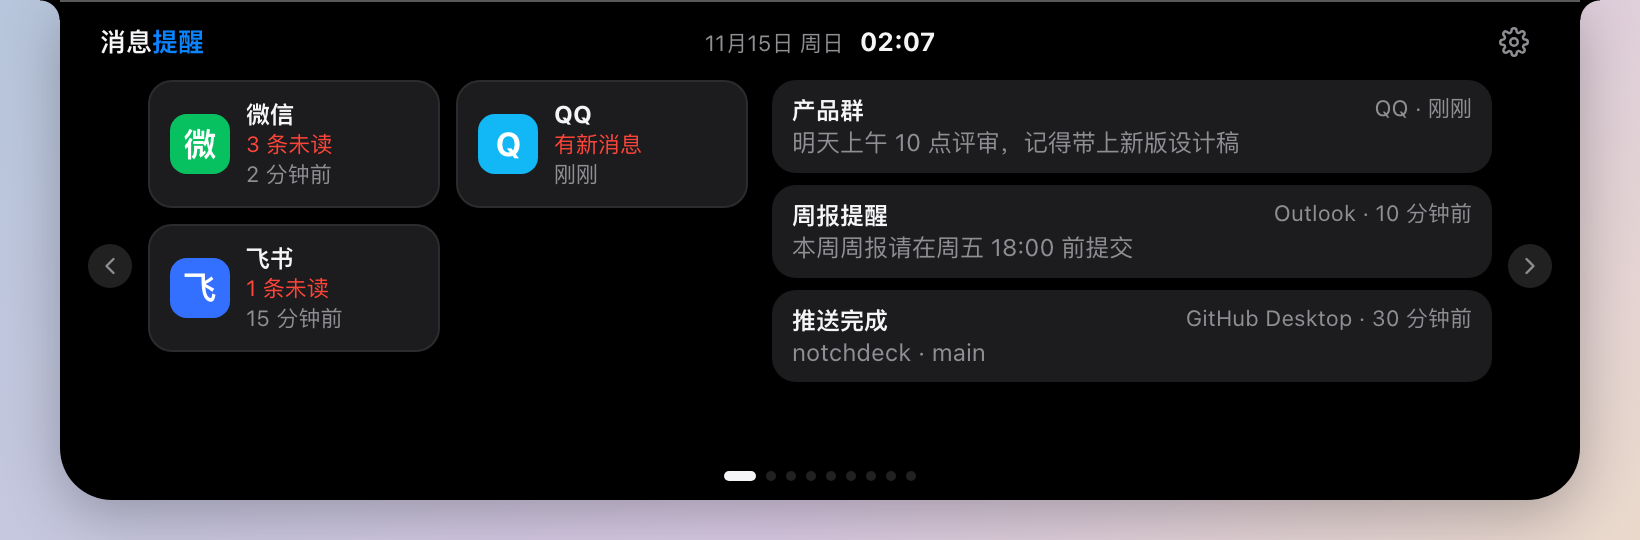 消息提醒
11月15日 周日 02:07
微
微信
3 条未读
2 分钟前
Q
QQ
有新消息
刚刚
飞
飞书
1 条未读
15 分钟前
产品群
QQ · 刚刚
明天上午 10 点评审，记得带上新版设计稿
周报提醒
Outlook · 10 分钟前
本周周报请在周五 18:00 前提交
推送完成
GitHub Desktop · 30 分钟前
notchdeck · main